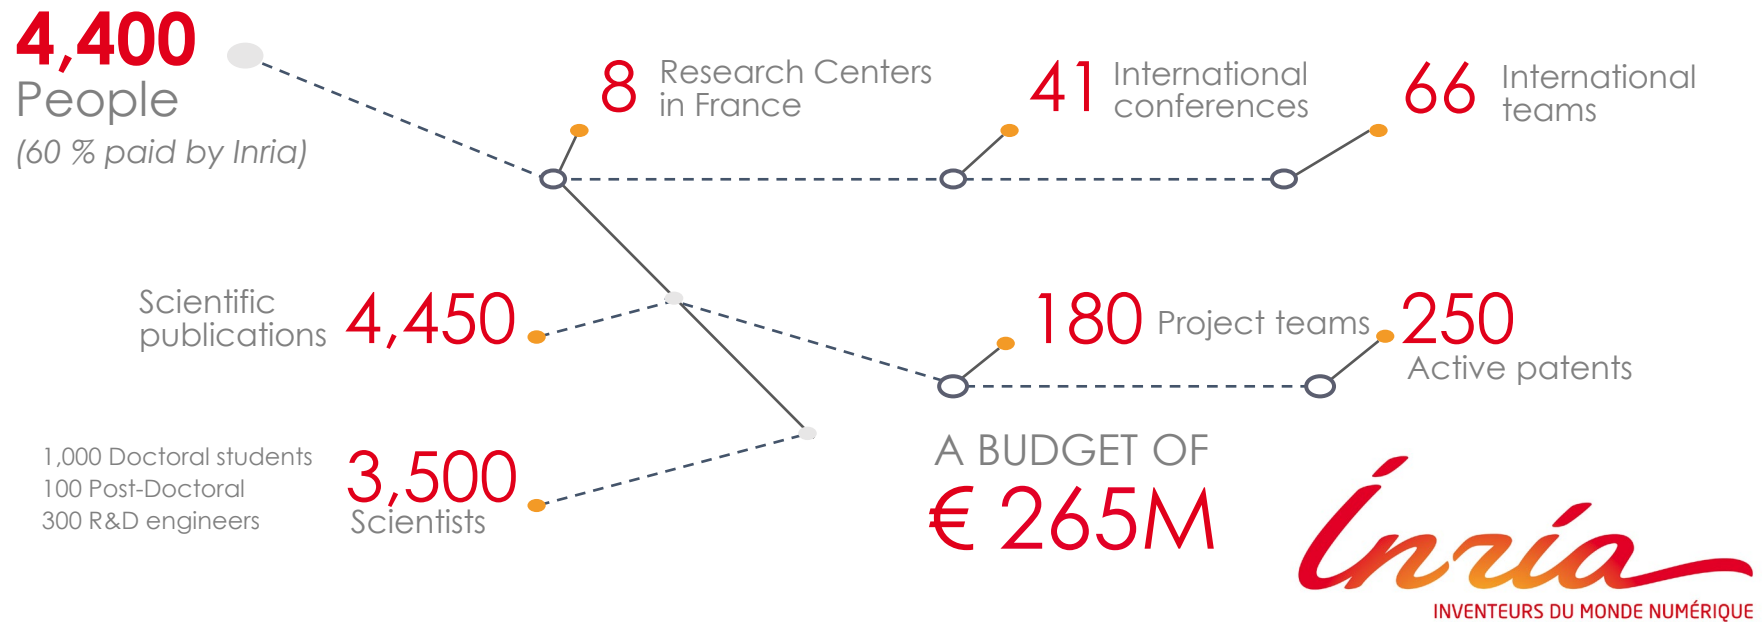 4,400
People
(60 % paid by Inria)
8
Research Centers
in France
41
International
conferences
66
International
teams
Scientific
publications
4,450
180
Project teams
250
Active patents
1,000 Doctoral students
100 Post-Doctoral
300 R&D engineers
3,500
Scientists
A BUDGET OF
€ 265M
Inria
INVENTEURS DU MONDE NUMÉRIQUE